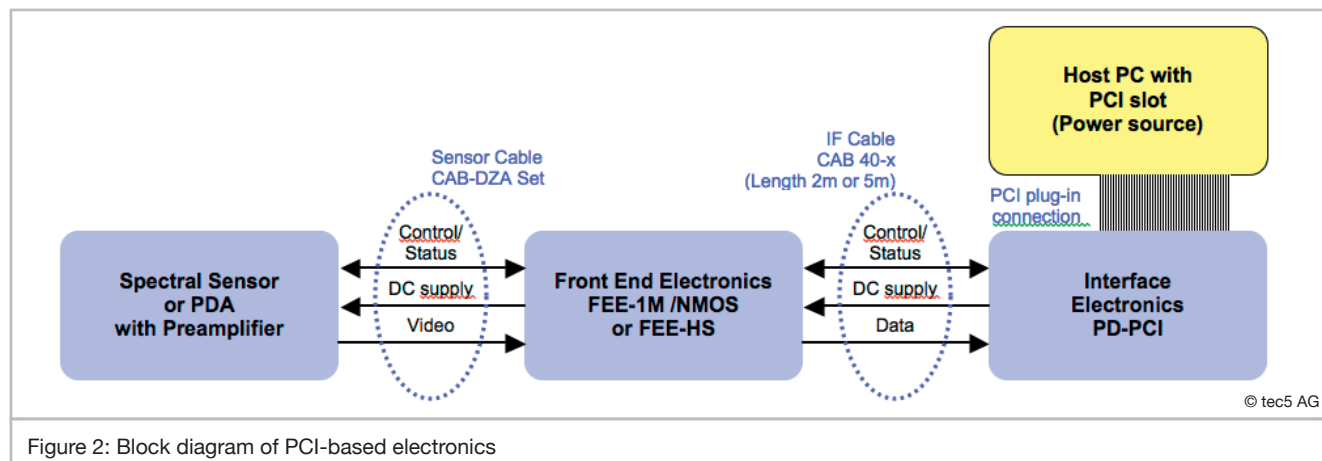 Host PC with
PCI slot
(Power source)
Sensor Cable
CAB-DZA Set
IF Cable
CAB 40-x
(Length 2m or 5m)
PCI plug-in
connection
Spectral Sensor
or PDA
with Preamplifier
Control/
Status
DC supply
Video
Front End Electronics
FEE-1M /NMOS
or FEE-HS
Control/
Status
DC supply
Data
Interface
Electronics
PD-PCI
© tec5 AG
Figure 2: Block diagram of PCI-based electronics